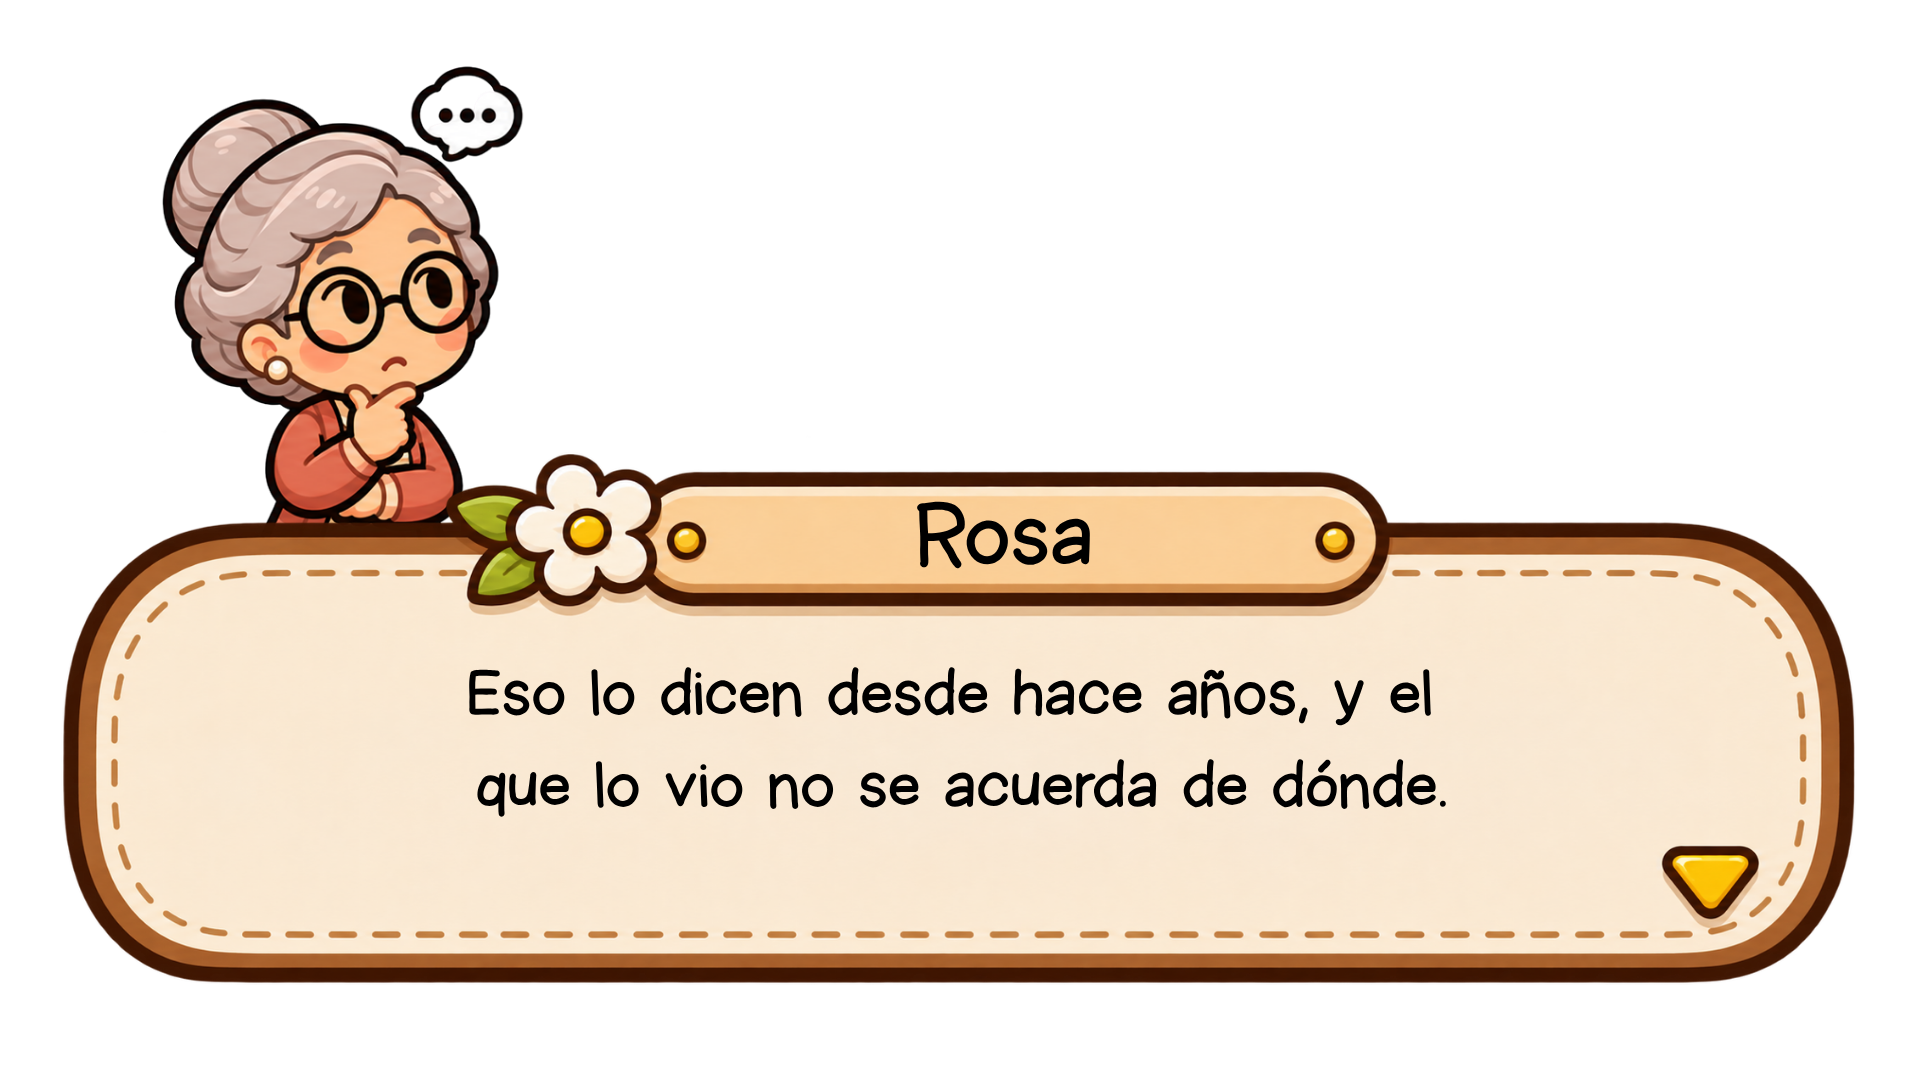 Rosa
Eso lo dicen desde hace años, y el
que lo vio no se acuerda de dónde.